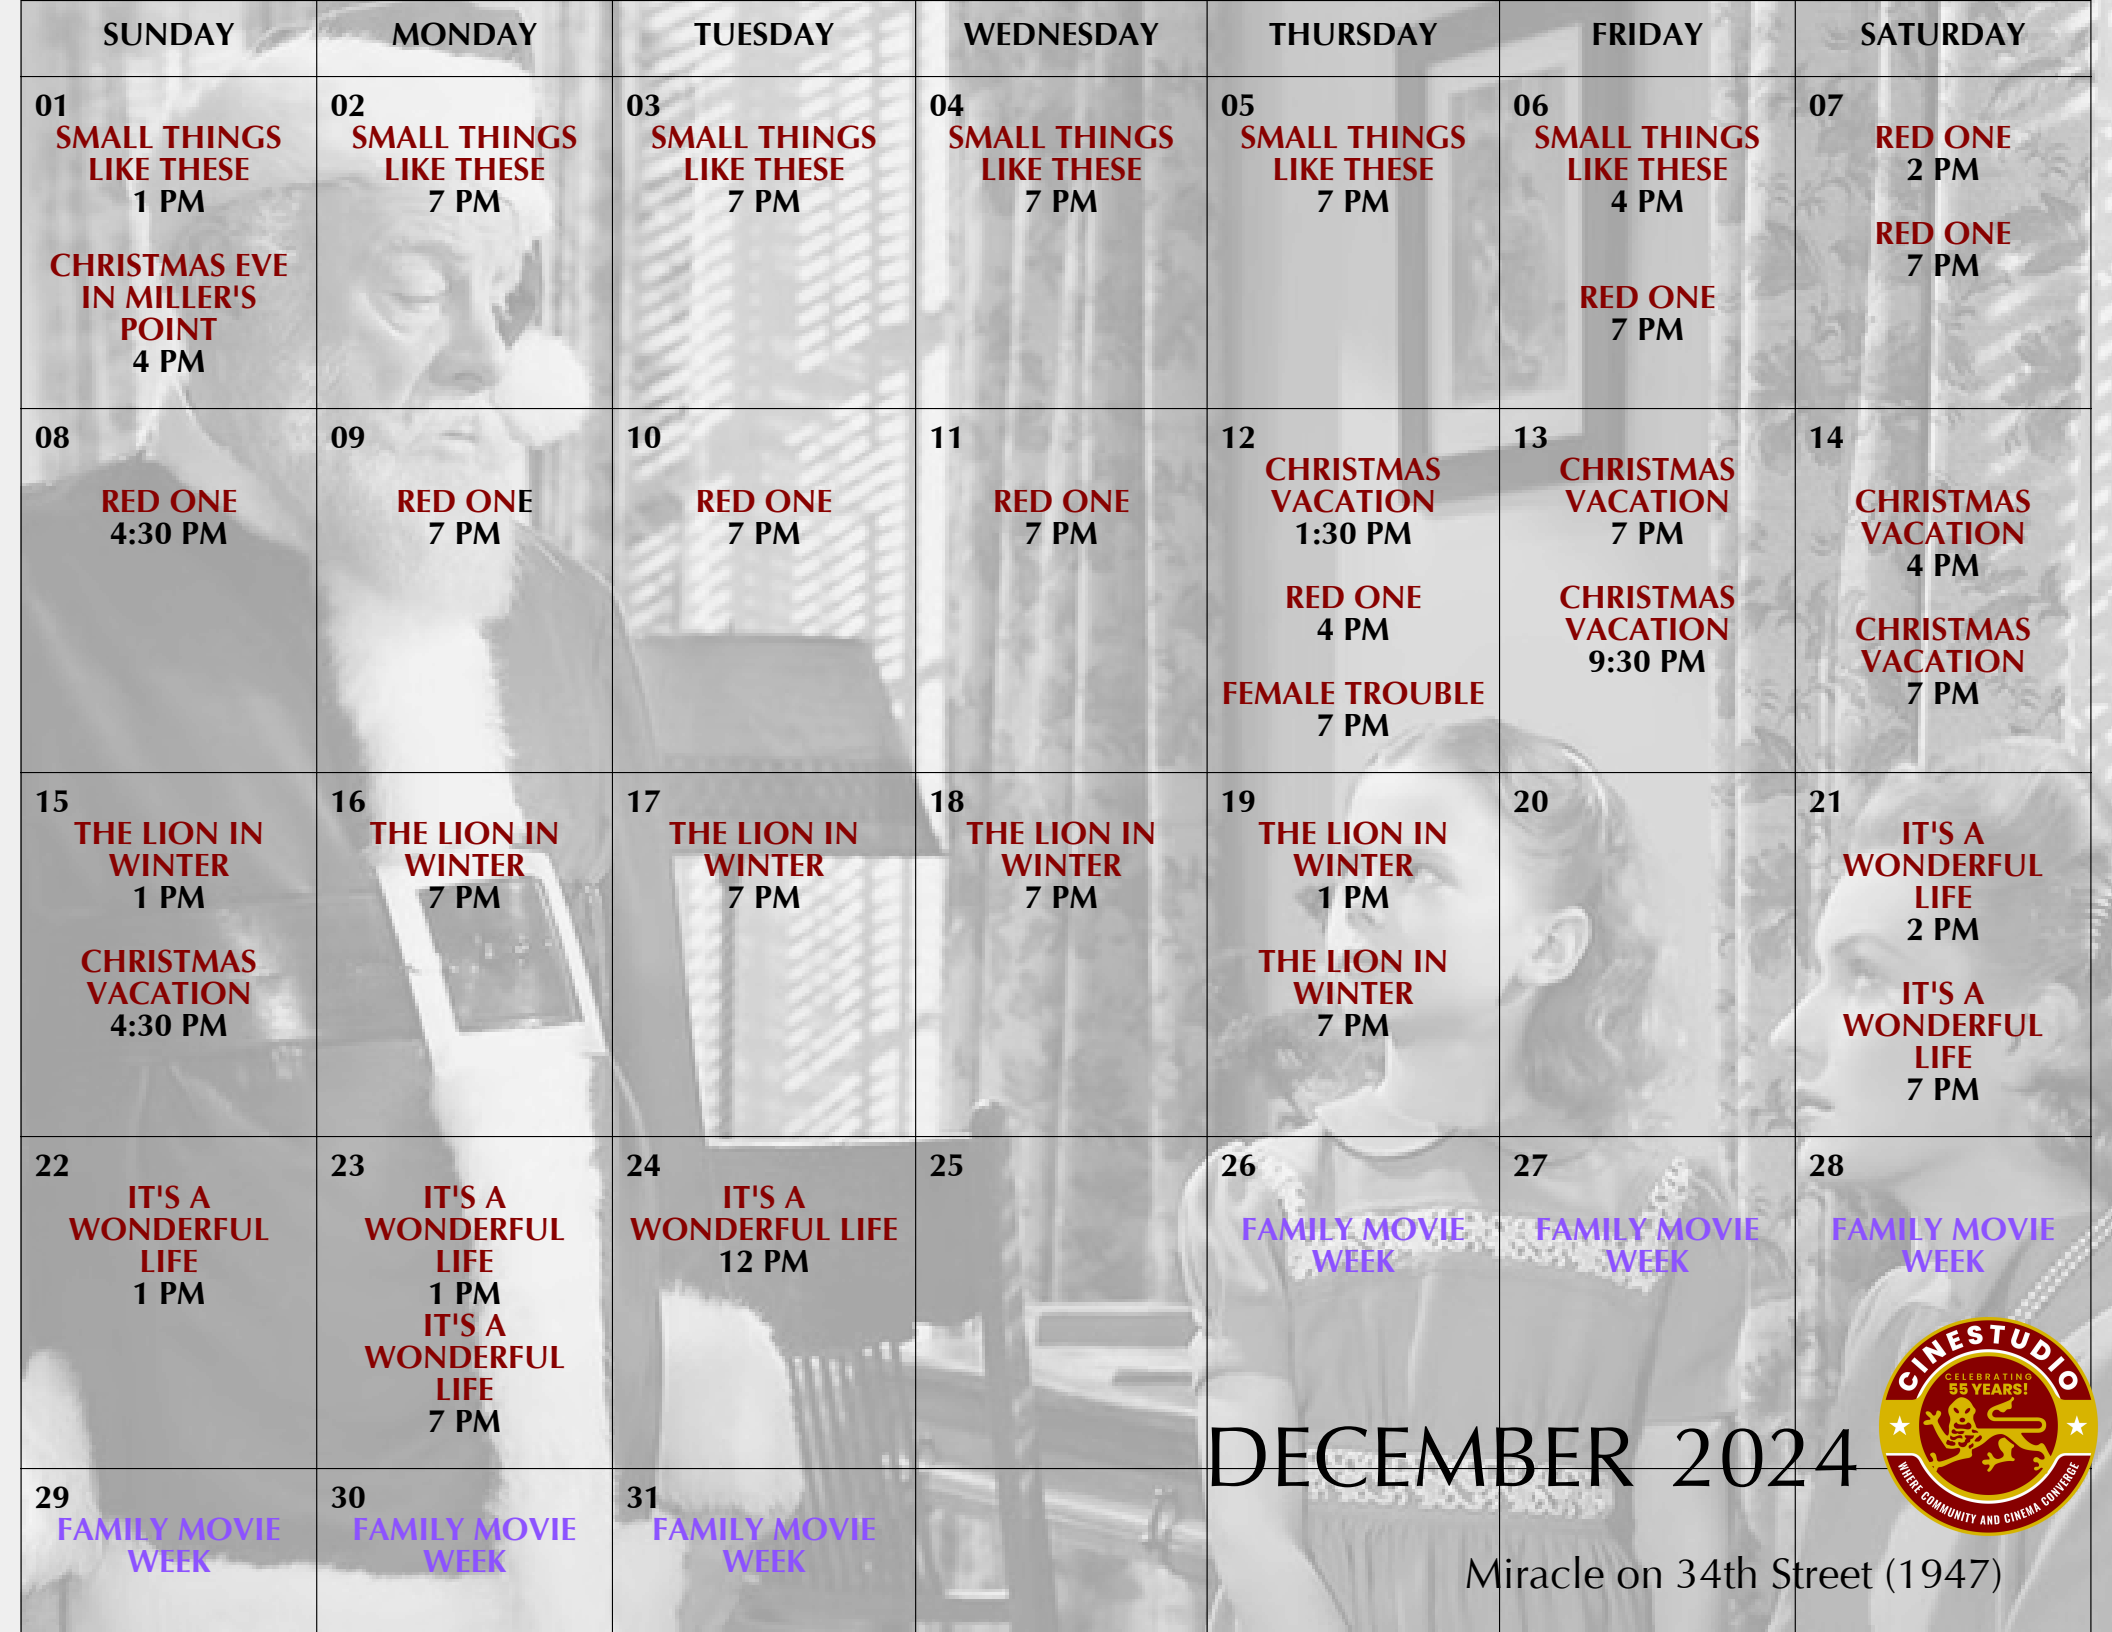 SUNDAY
MONDAY
TUESDAY
WEDNESDAY
THURSDAY
FRIDAY
SATURDAY
01
SMALL THINGS
LIKE THESE
1 PM
CHRISTMAS EVE
IN MILLER'S
POINT
4 PM
02
SMALL THINGS
LIKE THESE
7 PM
03
SMALL THINGS
LIKE THESE
7 PM
04
SMALL THINGS
LIKE THESE
7 PM
05
SMALL THINGS
LIKE THESE
7 PM
06
SMALL THINGS
LIKE THESE
4 PM
RED ONE
7 PM
07
RED ONE
2 PM
RED ONE
7 PM
08
RED ONE
4:30 PM
09
RED ONE
7 PM
10
RED ONE
7 PM
11
RED ONE
7 PM
12
CHRISTMAS
VACATION
1:30 PM
RED ONE
4 PM
FEMALE TROUBLE
7 PM
13
CHRISTMAS
VACATION
7 PM
CHRISTMAS
VACATION
9:30 PM
14
CHRISTMAS
VACATION
4 PM
CHRISTMAS
VACATION
7 PM
15
THE LION IN
WINTER
1 PM
CHRISTMAS
VACATION
4:30 PM
16
THE LION IN
WINTER
7 PM
17
THE LION IN
WINTER
7 PM
18
THE LION IN
WINTER
7 PM
19
THE LION IN
WINTER
1 PM
THE LION IN
WINTER
7 PM
20
21
IT'S A
WONDERFUL
LIFE
2 PM
IT'S A
WONDERFUL
LIFE
7 PM
22
IT'S A
WONDERFUL
LIFE
1 PM
23
IT'S A
WONDERFUL
LIFE
1 PM
IT'S A
WONDERFUL
LIFE
7 PM
24
IT'S A
WONDERFUL LIFE
12 PM
25
26
FAMILY MOVIE
WEEK
27
FAMILY MOVIE
WEEK
28
FAMILY MOVIE
WEEK
29
FAMILY MOVIE
WEEK
30
FAMILY MOVIE
WEEK
31
FAMILY MOVIE
WEEK
DECEMBER 2024
CINESTUDIO
CELEBRATING
55 YEARS!
WHERE COMMUNITY AND CINEMA CONVERGE
Miracle on 34th Street (1947)